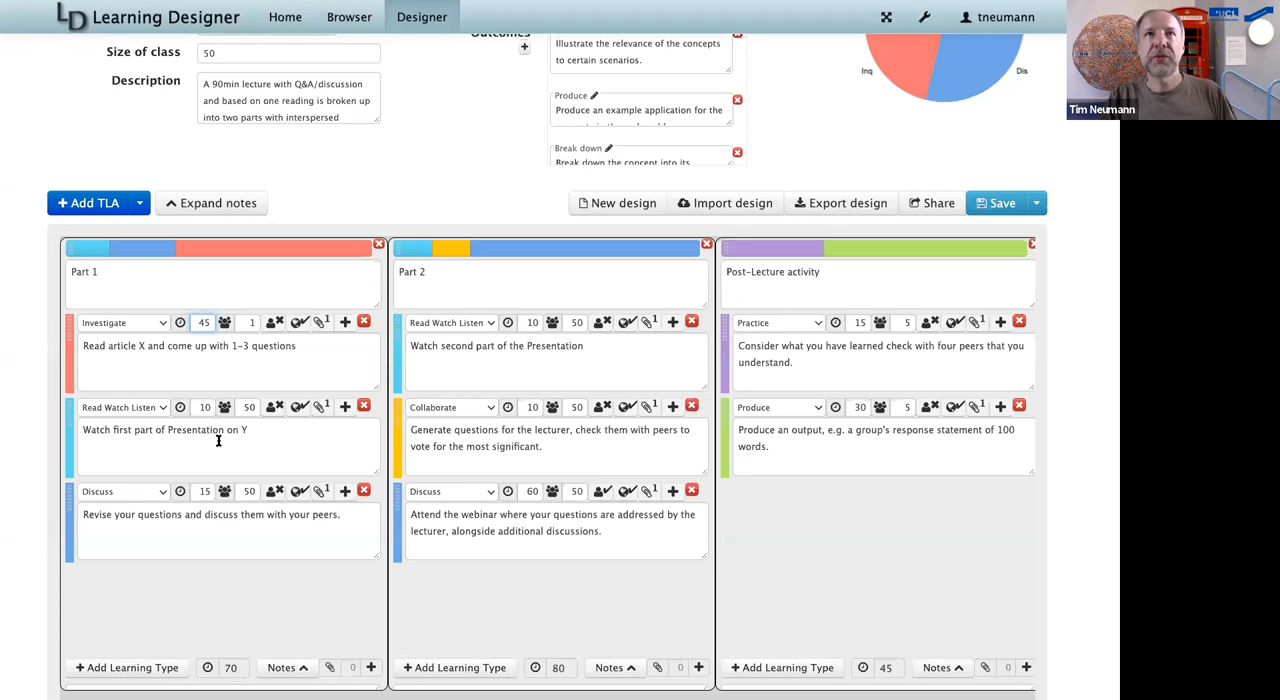 LD Learning Designer Home Browser Designer tneumann
UCL
Tim Neumann
Size of class 50
Description A 90min lecture with Q&A/discussion
and based on one reading is broken up
into two parts with interspersed
Outcomes
Illustrate the relevance of the concepts
to certain scenarios.
Produce
Produce an example application for the
Break down
Break down the concept into its
Inq Dis
+ Add TLA Expand notes New design Import design Export design Share Save
Part 1
Investigate 45 1 1
Read article X and come up with 1-3 questions
Read Watch Listen 10 50 1
Watch first part of Presentation on Y
Discuss 15 50 1
Revise your questions and discuss them with your peers.
+ Add Learning Type 70 Notes 0
Part 2
Read Watch Listen 10 50 1
Watch second part of the Presentation
Collaborate 10 50 1
Generate questions for the lecturer, check them with peers to
vote for the most significant.
Discuss 60 50 1
Attend the webinar where your questions are addressed by the
lecturer, alongside additional discussions.
+ Add Learning Type 80 Notes 0
Post-Lecture activity
Practice 15 5 1
Consider what you have learned check with four peers that you
understand.
Produce 30 5 1
Produce an output, e.g. a group's response statement of 100
words.
+ Add Learning Type 45 Notes 0